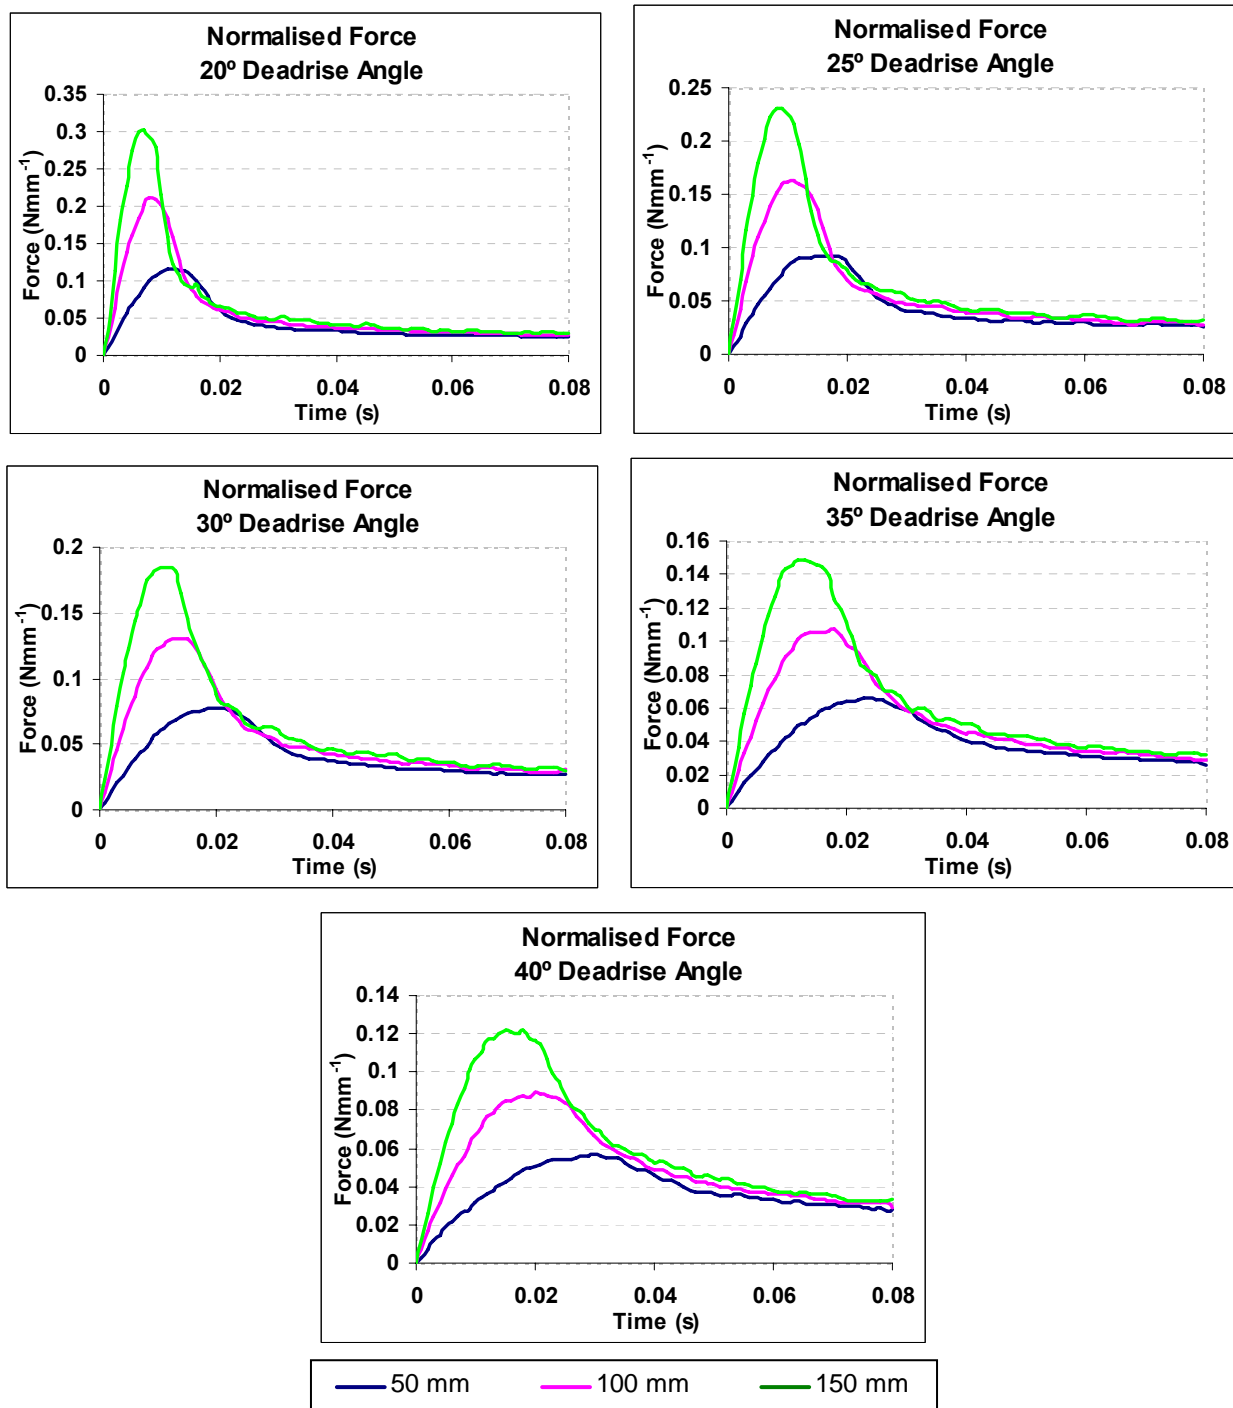 Normalised Force
20º Deadrise Angle
0.35
0.3
0.25
0.2
0.15
0.1
0.05
0
Force (Nmm⁻¹)
0 0.02 0.04 0.06 0.08
Time (s)
Normalised Force
25º Deadrise Angle
0.25
0.2
0.15
0.1
0.05
0
Force (Nmm⁻¹)
0 0.02 0.04 0.06 0.08
Time (s)
Normalised Force
30º Deadrise Angle
0.2
0.15
0.1
0.05
0
Force (Nmm⁻¹)
0 0.02 0.04 0.06 0.08
Time (s)
Normalised Force
35º Deadrise Angle
0.16
0.14
0.12
0.1
0.08
0.06
0.04
0.02
0
Force (Nmm⁻¹)
0 0.02 0.04 0.06 0.08
Time (s)
Normalised Force
40º Deadrise Angle
0.14
0.12
0.1
0.08
0.06
0.04
0.02
0
Force (Nmm⁻¹)
0 0.02 0.04 0.06 0.08
Time (s)
50 mm 100 mm 150 mm